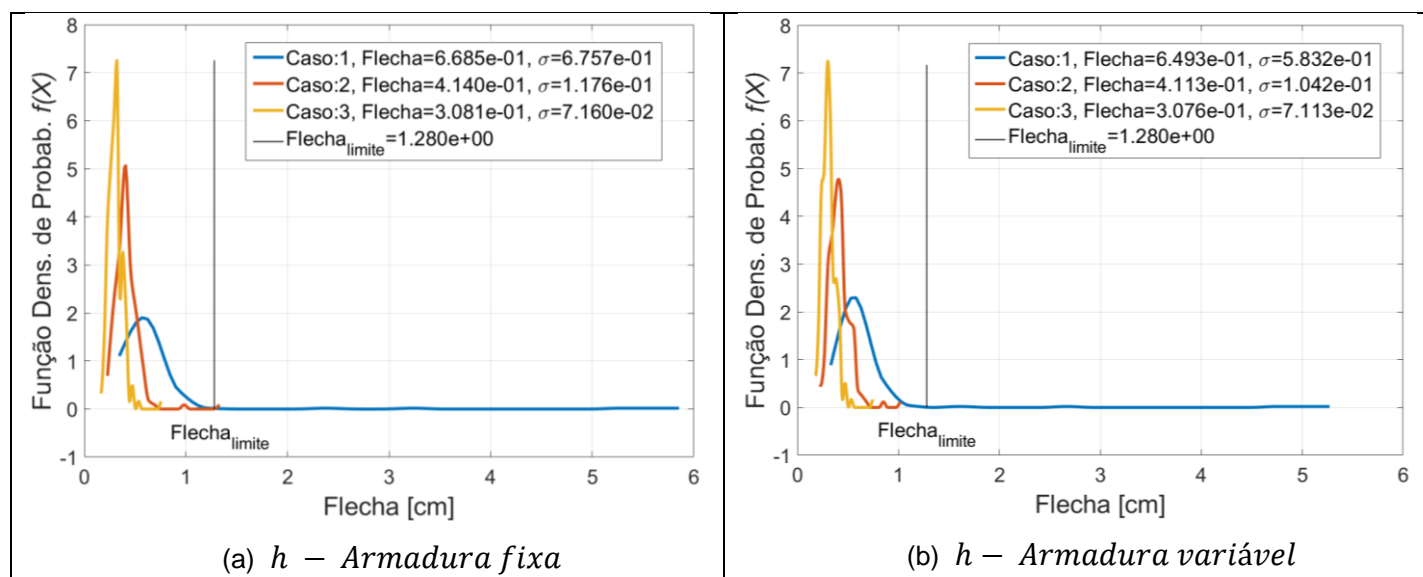 Função Dens. de Probab. f(X)
8
7
6
5
4
3
2
1
0
-1
Caso:1, Flecha=6.685e-01, σ=6.757e-01
Caso:2, Flecha=4.140e-01, σ=1.176e-01
Caso:3, Flecha=3.081e-01, σ=7.160e-02
Flecha_limite=1.280e+00
Flecha_limite
0 1 2 3 4 5 6
Flecha [cm]
(a) h − Armadura fixa
Função Dens. de Probab. f(X)
8
7
6
5
4
3
2
1
0
-1
Caso:1, Flecha=6.493e-01, σ=5.832e-01
Caso:2, Flecha=4.113e-01, σ=1.042e-01
Caso:3, Flecha=3.076e-01, σ=7.113e-02
Flecha_limite=1.280e+00
Flecha_limite
0 1 2 3 4 5 6
Flecha [cm]
(b) h − Armadura variável